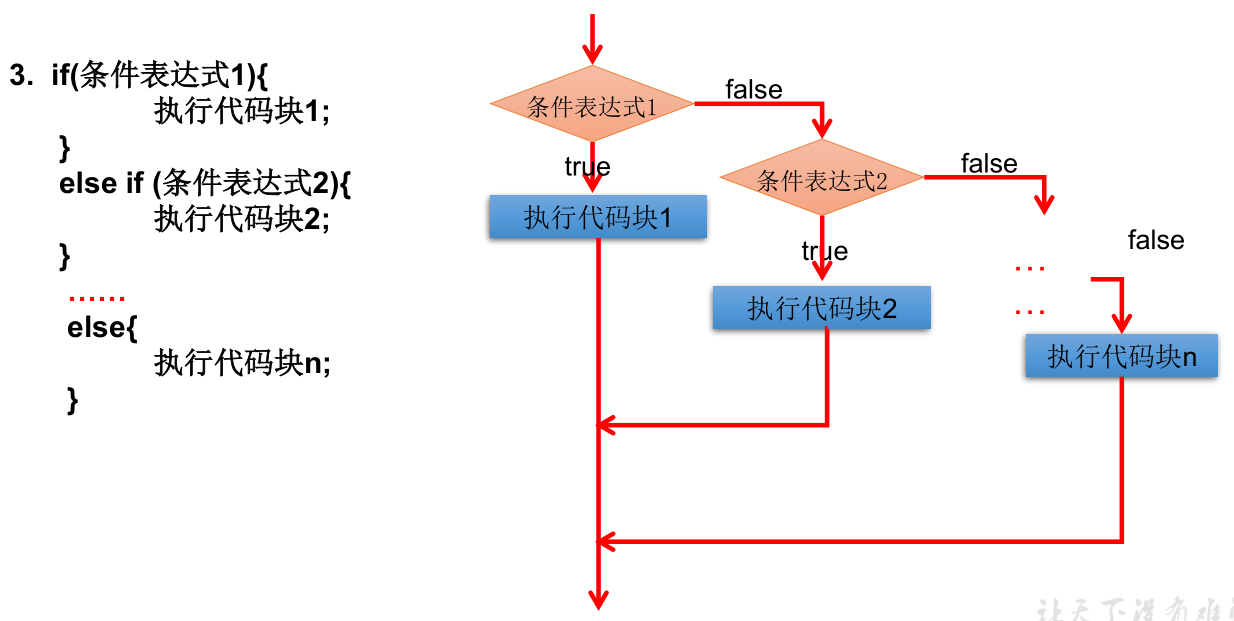 3. if(条件表达式1){
执行代码块1;
}
else if (条件表达式2){
执行代码块2;
}
……
else{
执行代码块n;
}
条件表达式1
false
true
执行代码块1
条件表达式2
false
true
执行代码块2
…
…
false
执行代码块n
让天下没有难